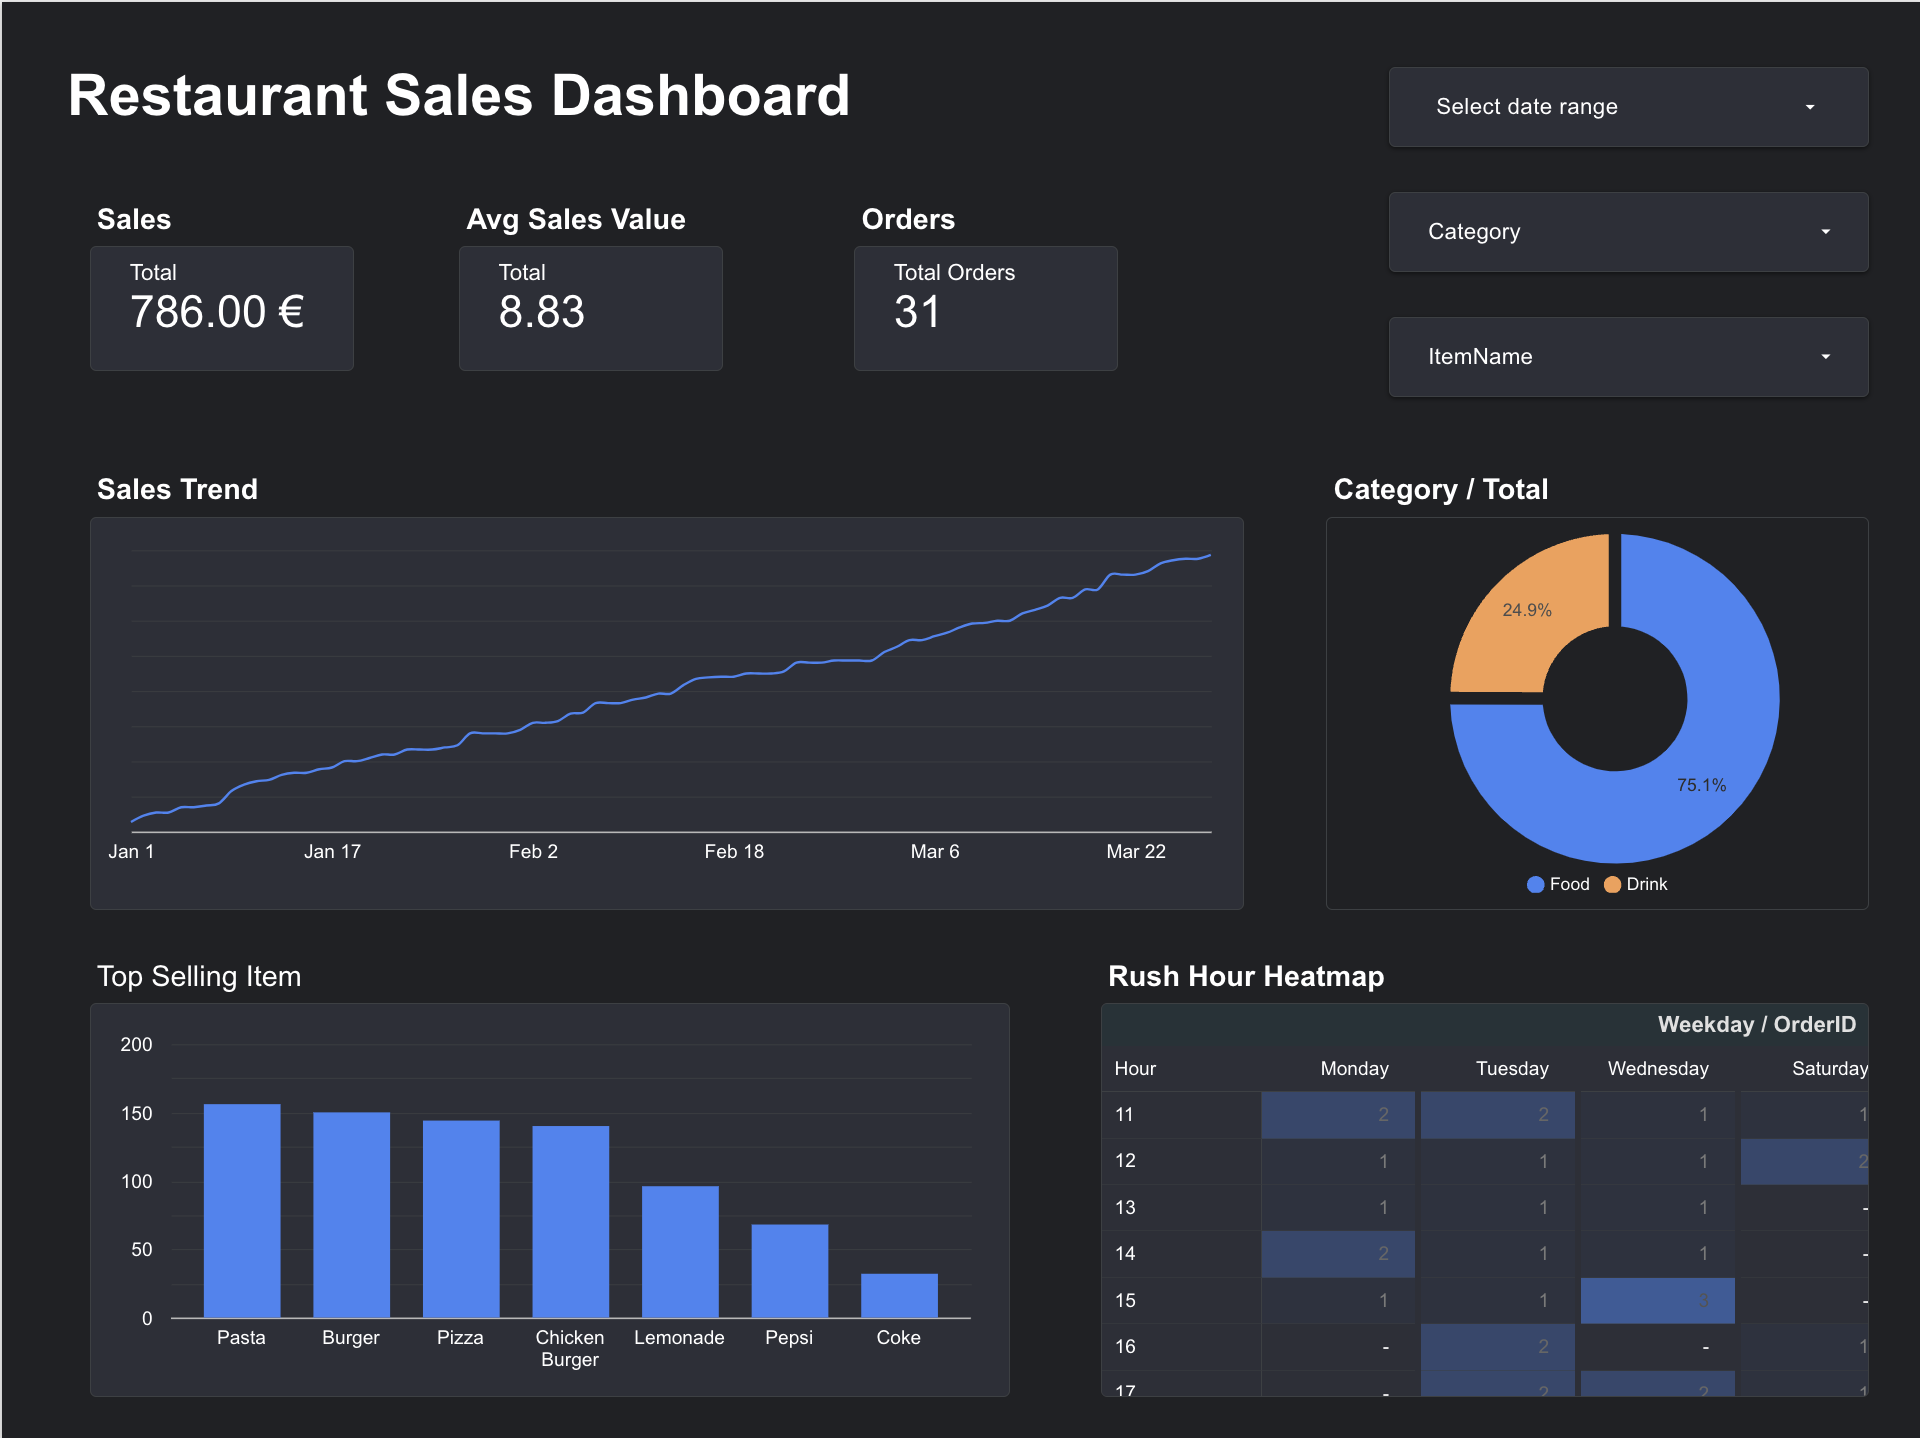 Restaurant Sales Dashboard
Select date range
Category
ItemName
Sales
Total
786.00 €
Avg Sales Value
Total
8.83
Orders
Total Orders
31
Sales Trend
Jan 1 Jan 17 Feb 2 Feb 18 Mar 6 Mar 22
Category / Total
24.9%
75.1%
Food Drink
Top Selling Item
200
150
100
50
0
Pasta Burger Pizza Chicken Burger Lemonade Pepsi Coke
Rush Hour Heatmap
Weekday / OrderID
Hour Monday Tuesday Wednesday Saturday
11 2 2 1 1
12 1 1 1 2
13 1 1 1 -
14 2 1 1 -
15 1 1 3 -
16 - 2 - 1
17 - 2 2 1